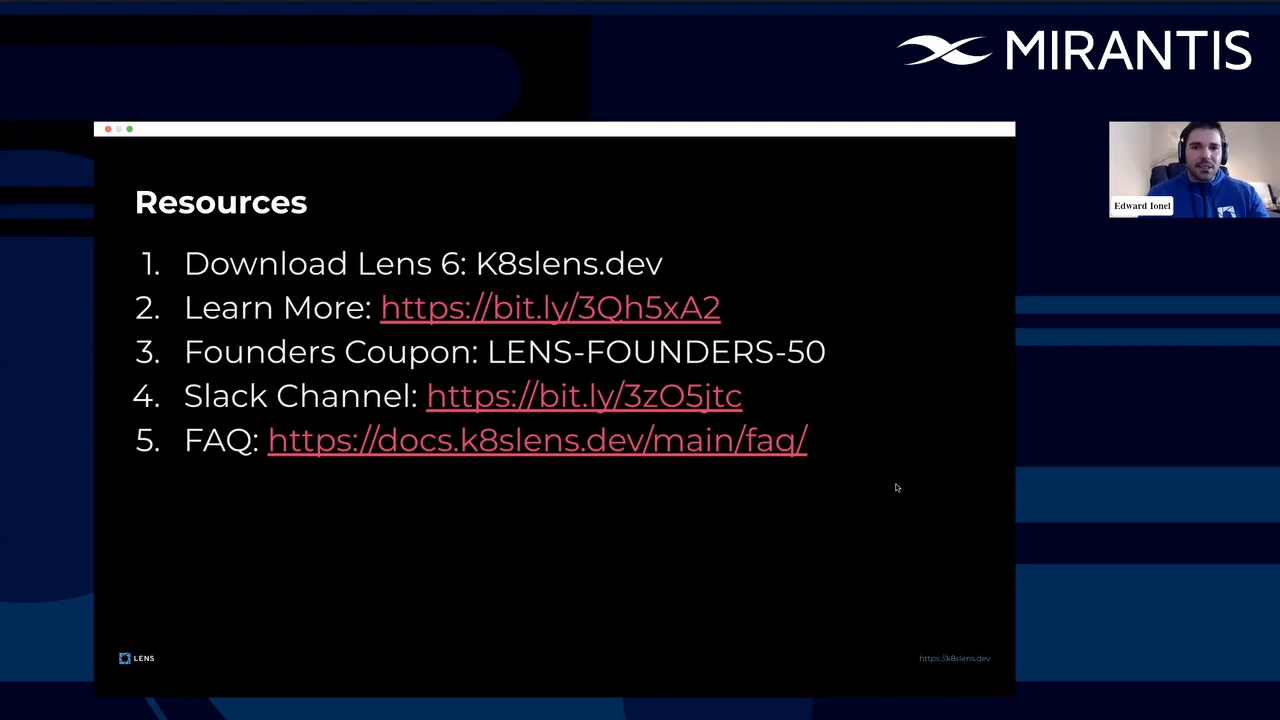 MIRANTIS
Edward Ionel
Resources
1. Download Lens 6: K8slens.dev
2. Learn More: https://bit.ly/3Qh5xA2
3. Founders Coupon: LENS-FOUNDERS-50
4. Slack Channel: https://bit.ly/3zO5jtc
5. FAQ: https://docs.k8slens.dev/main/faq/
LENS
https://k8slens.dev